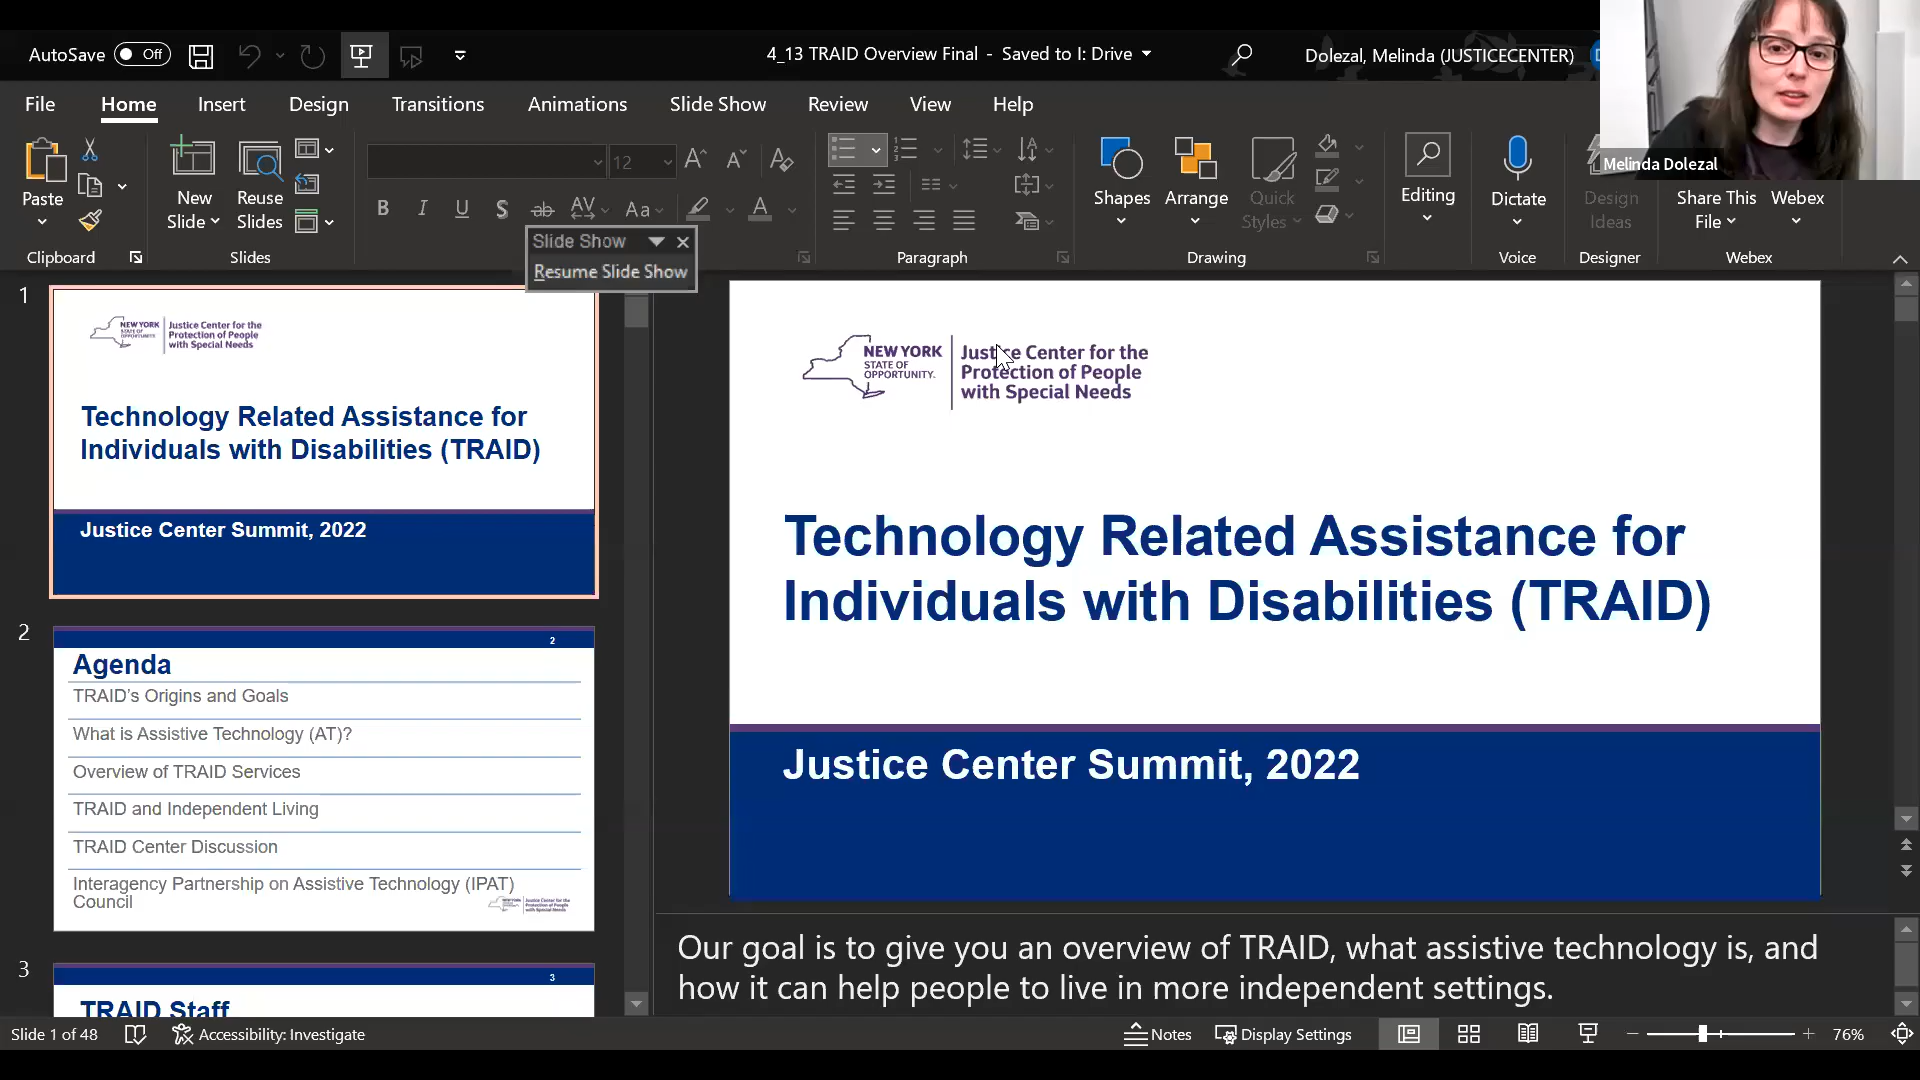 AutoSave Off
4_13 TRAID Overview Final - Saved to I: Drive
Dolezal, Melinda (JUSTICECENTER)
Melinda Dolezal
File Home Insert Design Transitions Animations Slide Show Review View Help
Paste
New Slide
Reuse Slides
12
B I U S ab AV Aa A
Shapes
Arrange
Quick Styles
Editing
Dictate
Design Ideas
Share This File
Webex
Clipboard Slides Paragraph Drawing Voice Designer Webex
Slide Show
Resume Slide Show
1
NEW YORK
STATE OF
OPPORTUNITY.
Justice Center for the
Protection of People
with Special Needs
Technology Related Assistance for
Individuals with Disabilities (TRAID)
Justice Center Summit, 2022
2
2
Agenda
TRAID's Origins and Goals
What is Assistive Technology (AT)?
Overview of TRAID Services
TRAID and Independent Living
TRAID Center Discussion
Interagency Partnership on Assistive Technology (IPAT)
Council
3
3
TRAID Staff
NEW YORK
STATE OF
OPPORTUNITY.
Justice Center for the
Protection of People
with Special Needs
Technology Related Assistance for
Individuals with Disabilities (TRAID)
Justice Center Summit, 2022
Our goal is to give you an overview of TRAID, what assistive technology is, and
how it can help people to live in more independent settings.
Slide 1 of 48
Accessibility: Investigate
Notes
Display Settings
76%